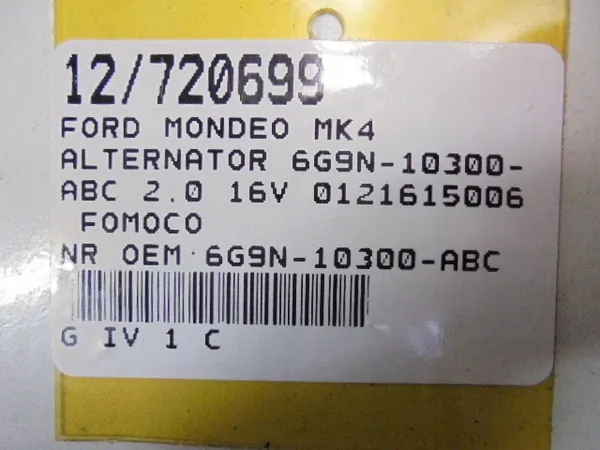 12/720699
FORD MONDEO MK4
ALTERNATOR 6G9N-10300-
ABC 2.0 16V 0121615006
FOMOCO
NR OEM 6G9N-10300-ABC
G IV 1 C